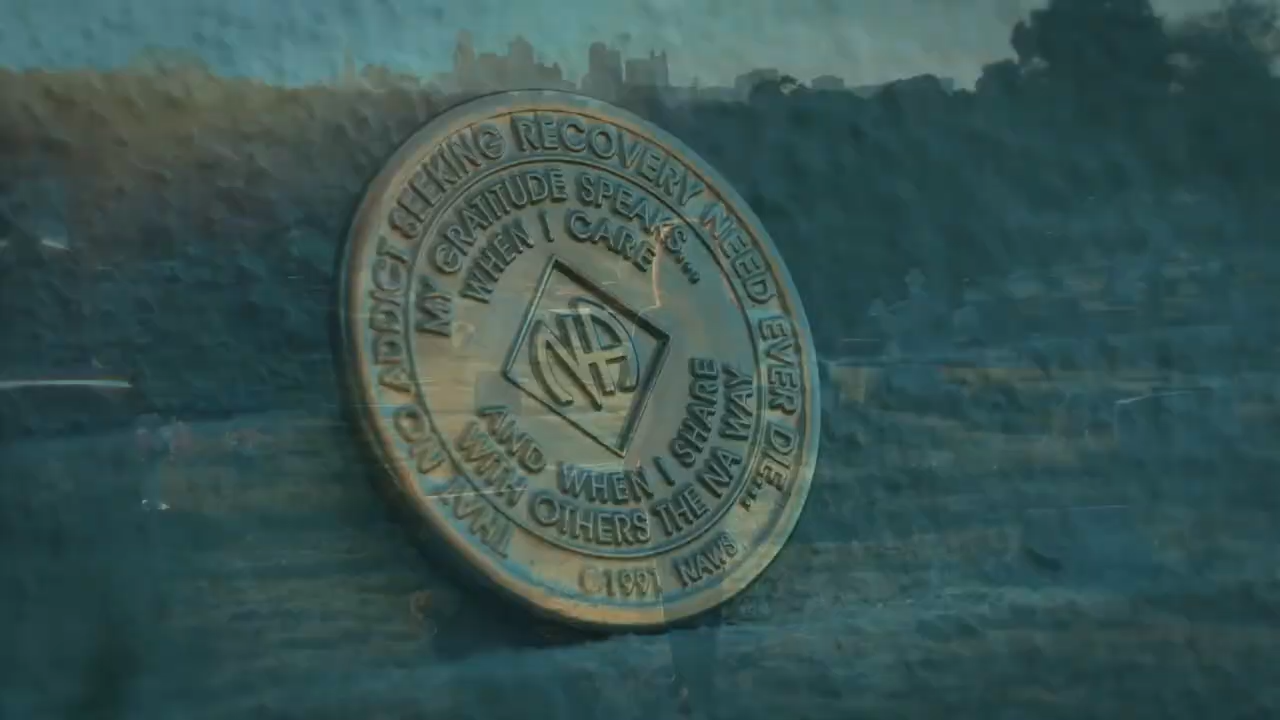 THAT NO ADDICT SEEKING RECOVERY NEED EVER DIE....
MY GRATITUDE SPEAKS...
WHEN I CARE
NA
AND WHEN I SHARE
WITH OTHERS THE NA WAY
©1991 NAWS